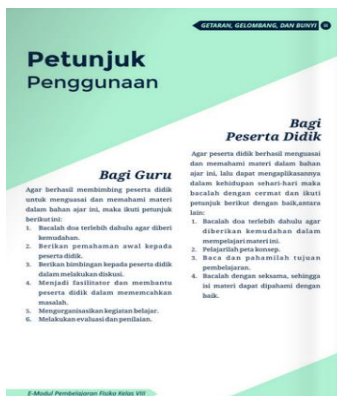 GETARAN, GELOMBANG, DAN BUNYI
Petunjuk
Penggunaan
Bagi Guru
Agar berhasil membimbing peserta didik
untuk menguasai dan memahami materi
dalam bahan ajar ini, maka ikuti petunjuk
berikut ini:
1. Bacalah doa terlebih dahulu agar diberi
kemudahan.
2. Berikan pemahaman awal kepada
peserta didik.
3. Berikan bimbingan kepada peserta didik
dalam melakukan diskusi.
4. Menjadi fasilitator dan membantu
peserta didik dalam mememcahkan
masalah.
5. Mengorganisasikan kegiatan belajar.
6. Melakukan evaluasi dan penilaian.
Bagi
Peserta Didik
Agar peserta didik berhasil menguasai
dan memahami materi dalam bahan
ajar ini, lalu dapat mengaplikasannya
dalam kehidupan sehari-hari maka
bacalah dengan cermat dan ikuti
petunjuk berikut dengan baik,antara
lain:
1. Bacalah doa terlebih dahulu agar
diberikan kemudahan dalam
mempelajari materi ini.
2. Pelajarilah peta konsep.
3. Baca dan pahamilah tujuan
pembelajaran.
4. Bacalah dengan seksama, sehingga
isi materi dapat dipahami dengan
baik.
E-Modul Pembelajaran Fisika Kelas VIII